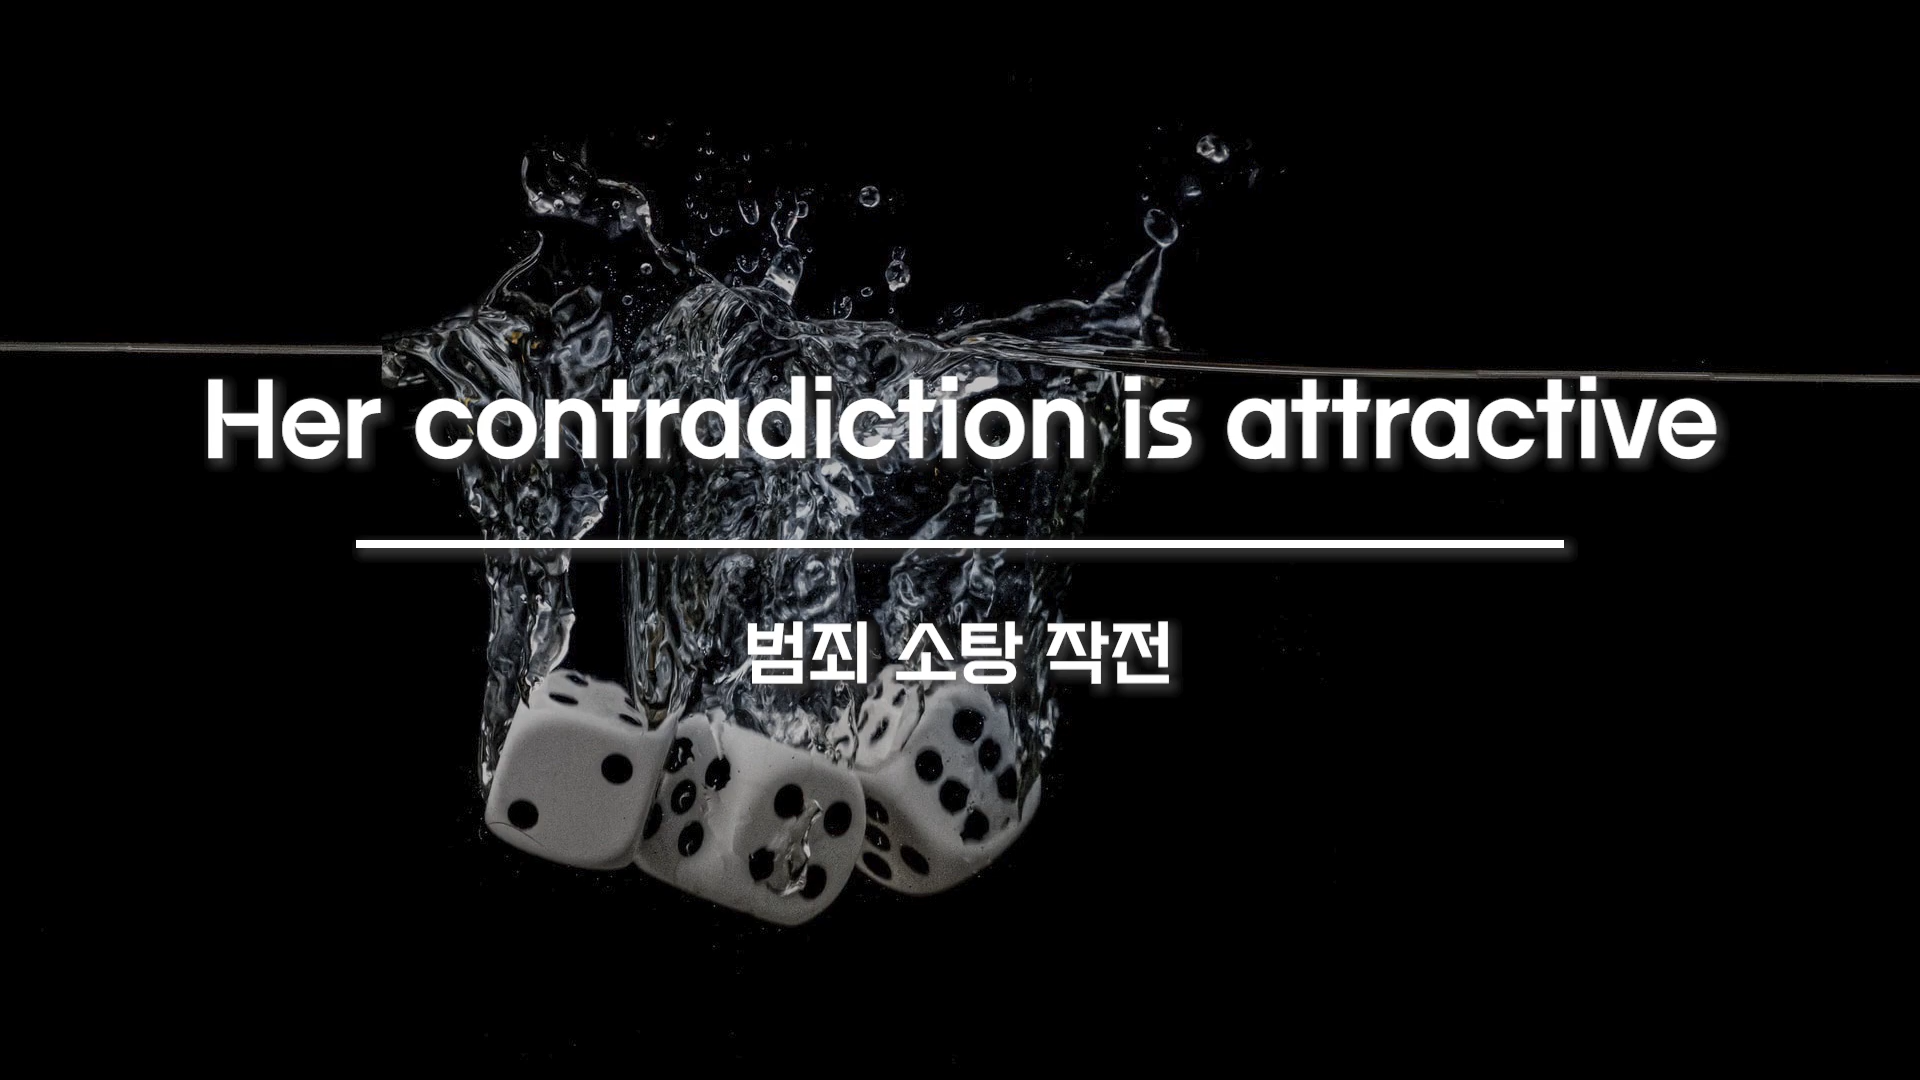 Her contradiction is attractive
범죄 소탕 작전